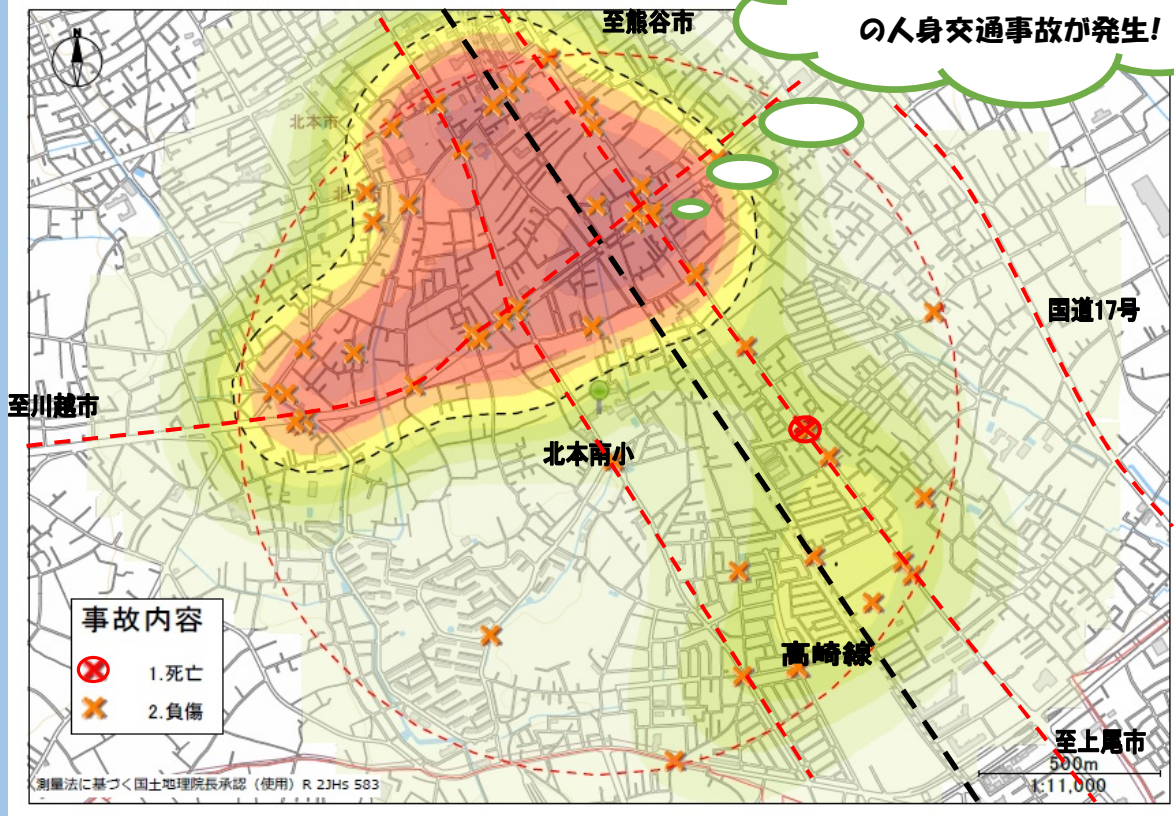 の人身交通事故が発生!
至熊谷市
北本市
国道17号
至川越市
北本南小
事故内容
1.死亡
2.負傷
高崎線
至上尾市
500m
1:11,000
測量法に基づく国土地理院長承認（使用）R 2JHs 583